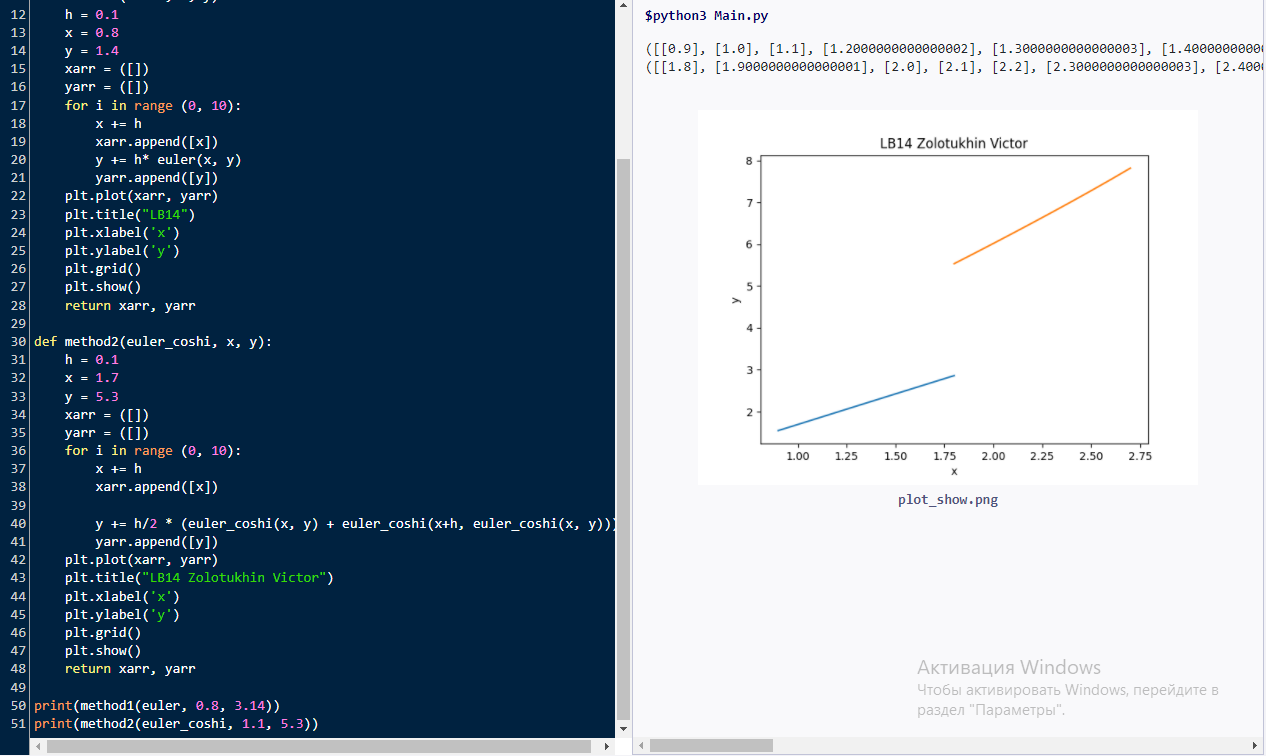 12 h = 0.1
13 x = 0.8
14 y = 1.4
15 xarr = ([])
16 yarr = ([])
17 for i in range (0, 10):
18 x += h
19 xarr.append([x])
20 y += h* euler(x, y)
21 yarr.append([y])
22 plt.plot(xarr, yarr)
23 plt.title("LB14")
24 plt.xlabel('x')
25 plt.ylabel('y')
26 plt.grid()
27 plt.show()
28 return xarr, yarr
29
30 def method2(euler_coshi, x, y):
31 h = 0.1
32 x = 1.7
33 y = 5.3
34 xarr = ([])
35 yarr = ([])
36 for i in range (0, 10):
37 x += h
38 xarr.append([x])
39
40 y += h/2 * (euler_coshi(x, y) + euler_coshi(x+h, euler_coshi(x, y)))
41 yarr.append([y])
42 plt.plot(xarr, yarr)
43 plt.title("LB14 Zolotukhin Victor")
44 plt.xlabel('x')
45 plt.ylabel('y')
46 plt.grid()
47 plt.show()
48 return xarr, yarr
49
50 print(method1(euler, 0.8, 3.14))
51 print(method2(euler_coshi, 1.1, 5.3))
$python3 Main.py
([[0.9], [1.0], [1.1], [1.2000000000000002], [1.3000000000000003], [1.40000000000
([[1.8], [1.9000000000000001], [2.0], [2.1], [2.2], [2.3000000000000003], [2.400
LB14 Zolotukhin Victor
8
7
6
5
4
3
2
y
1.00 1.25 1.50 1.75 2.00 2.25 2.50 2.75
x
plot_show.png
Активация Windows
Чтобы активировать Windows, перейдите в
раздел "Параметры".